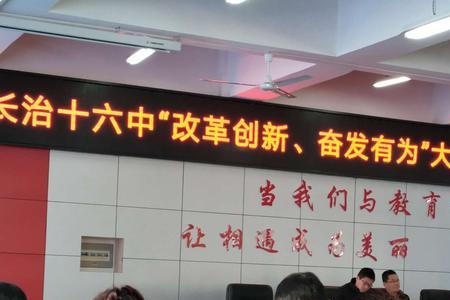 长治十六中“改革创新、奋发有为”大
当我们与教育
让相遇成为美丽